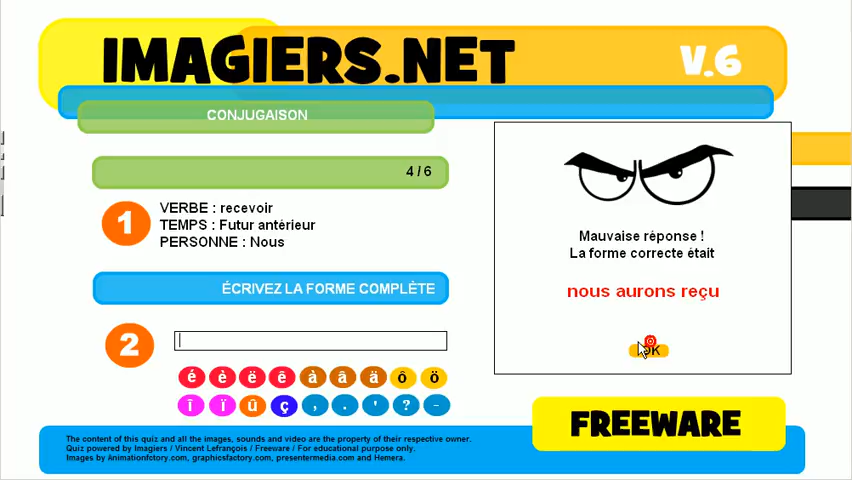 IMAGIERS.NET
V.6
CONJUGAISON
4 / 6
1
VERBE : recevoir
TEMPS : Futur antérieur
PERSONNE : Nous
ÉCRIVEZ LA FORME COMPLÈTE
2
é è ë ê à â ä ô ö
î ï û ç , . ' ? -
Mauvaise réponse !
La forme correcte était
nous aurons reçu
OK
FREEWARE
The content of this quiz and all the images, sounds and video are the property of their respective owner.
Quiz powered by Imagiers / Vincent Lefrançois / Freeware / For educational purpose only.
Images by Animationfctory.com, graphicsfactory.com, presentermedia.com and Hemera.